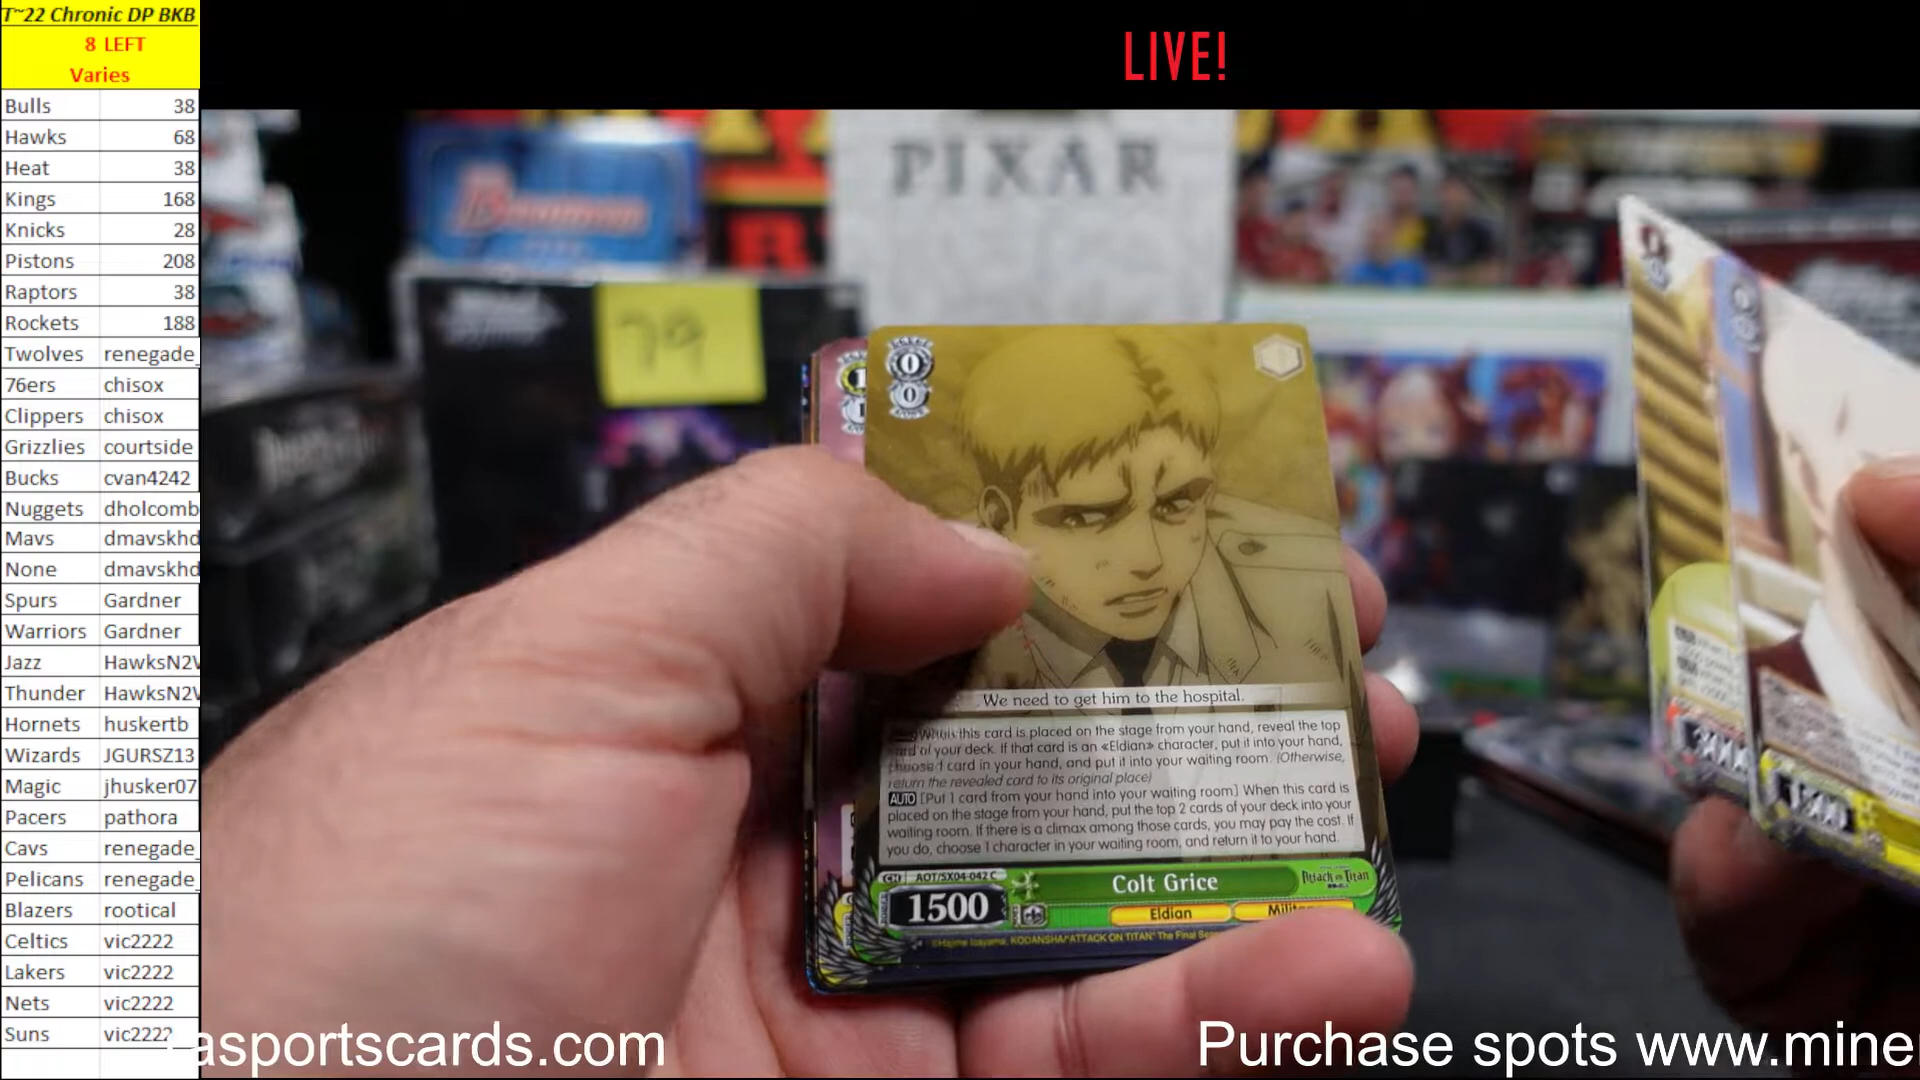 T~22 Chronic DP BKB
8 LEFT
Varies
Bulls 38
Hawks 68
Heat 38
Kings 168
Knicks 28
Pistons 208
Raptors 38
Rockets 188
Twolves renegade_
76ers chisox
Clippers chisox
Grizzlies courtside
Bucks cvan4242
Nuggets dholcomb
Mavs dmavskhd
None dmavskhd
Spurs Gardner
Warriors Gardner
Jazz HawksN2V
Thunder HawksN2V
Hornets huskertb
Wizards JGURSZ13
Magic jhusker07
Pacers pathora
Cavs renegade_
Pelicans renegade_
Blazers rootical
Celtics vic2222
Lakers vic2222
Nets vic2222
Suns vic2222
LIVE!
PIXAR
Bowman
79
0
0
We need to get him to the hospital.
When this card is placed on the stage from your hand, reveal the top
card of your deck. If that card is an «Eldian» character, put it into your hand,
choose 1 card in your hand, and put it into your waiting room. (Otherwise,
return the revealed card to its original place)
AUTO [Put 1 card from your hand into your waiting room] When this card is
placed on the stage from your hand, put the top 2 cards of your deck into your
waiting room. If there is a climax among those cards, you may pay the cost. If
you do, choose 1 character in your waiting room, and return it to your hand.
CH AOT/SX04-042 C
Colt Grice
Attack on Titan
1500
Eldian
©Hajime Isayama, KODANSHA/"ATTACK ON TITAN" The Final
asportscards.com
Purchase spots www.mine